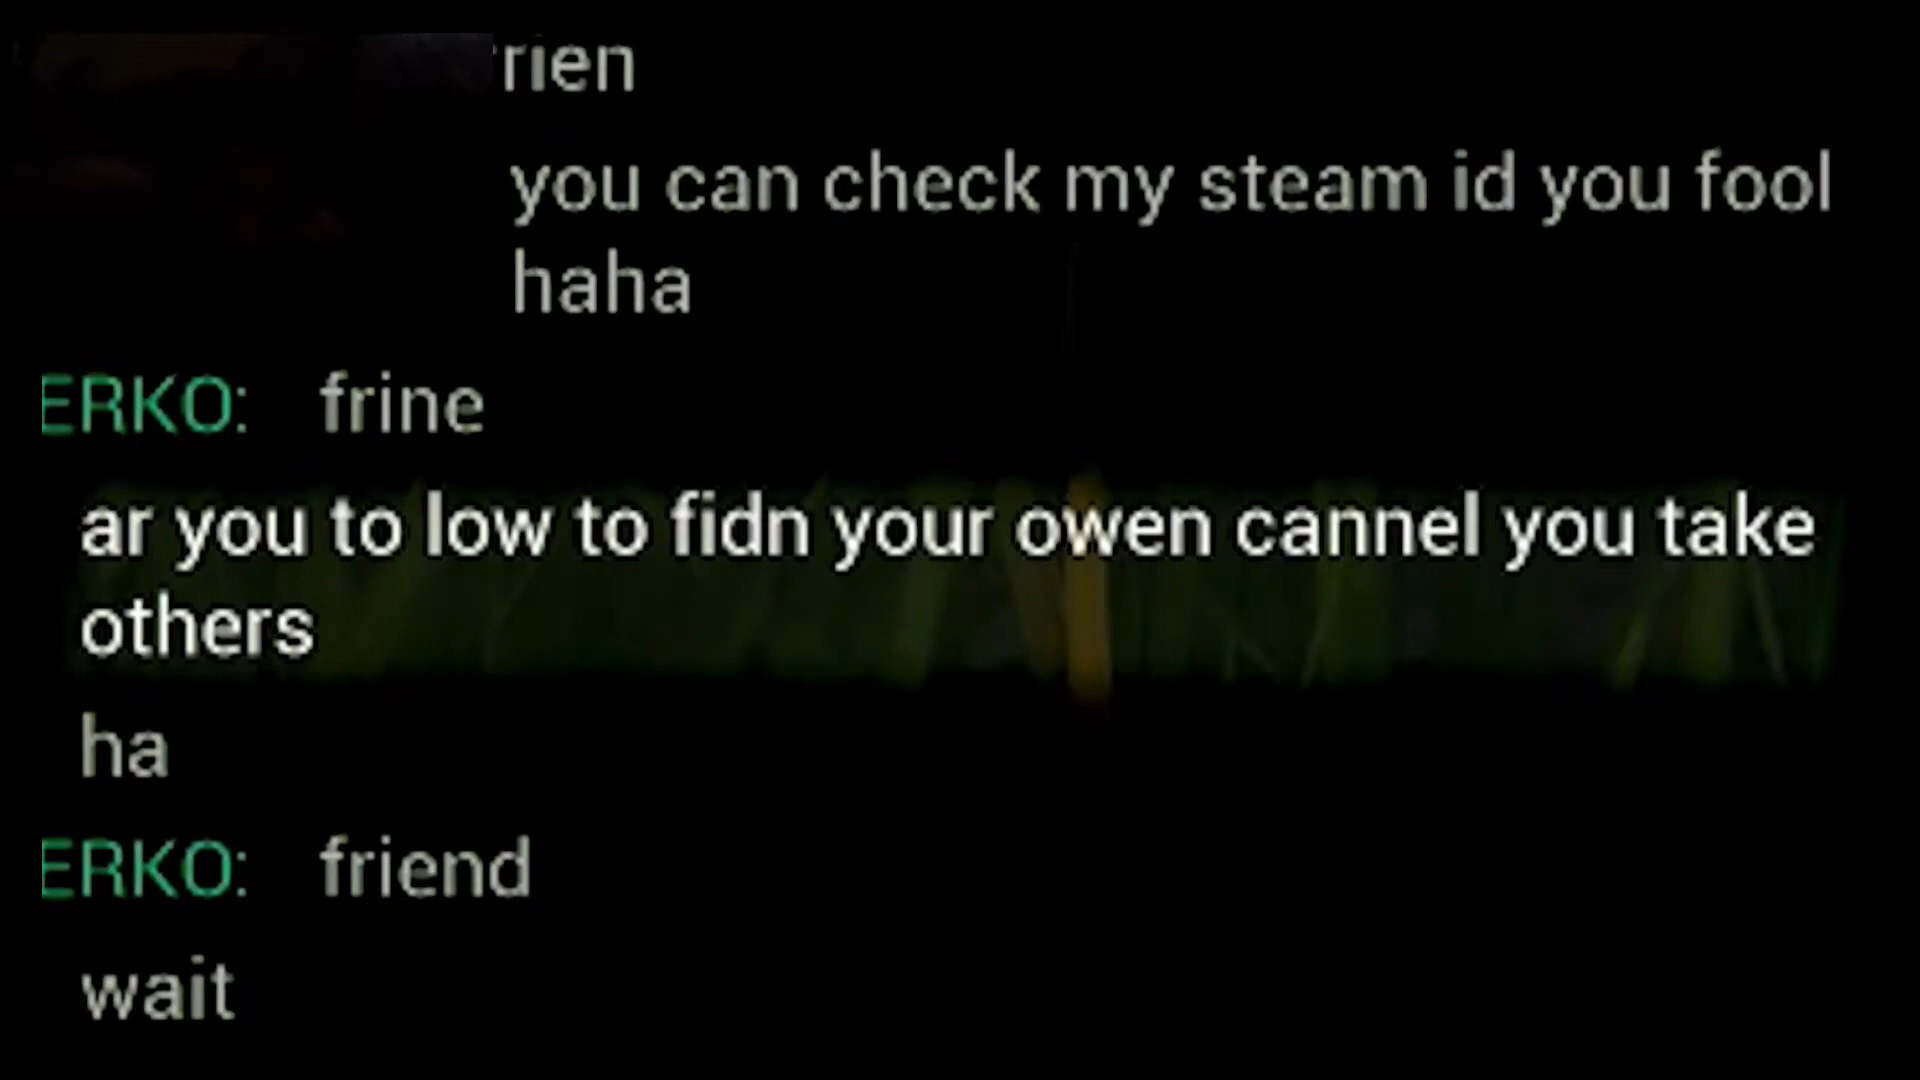 rien
you can check my steam id you fool
haha
ERKO: frine
ar you to low to fidn your owen cannel you take
others
ha
ERKO: friend
wait